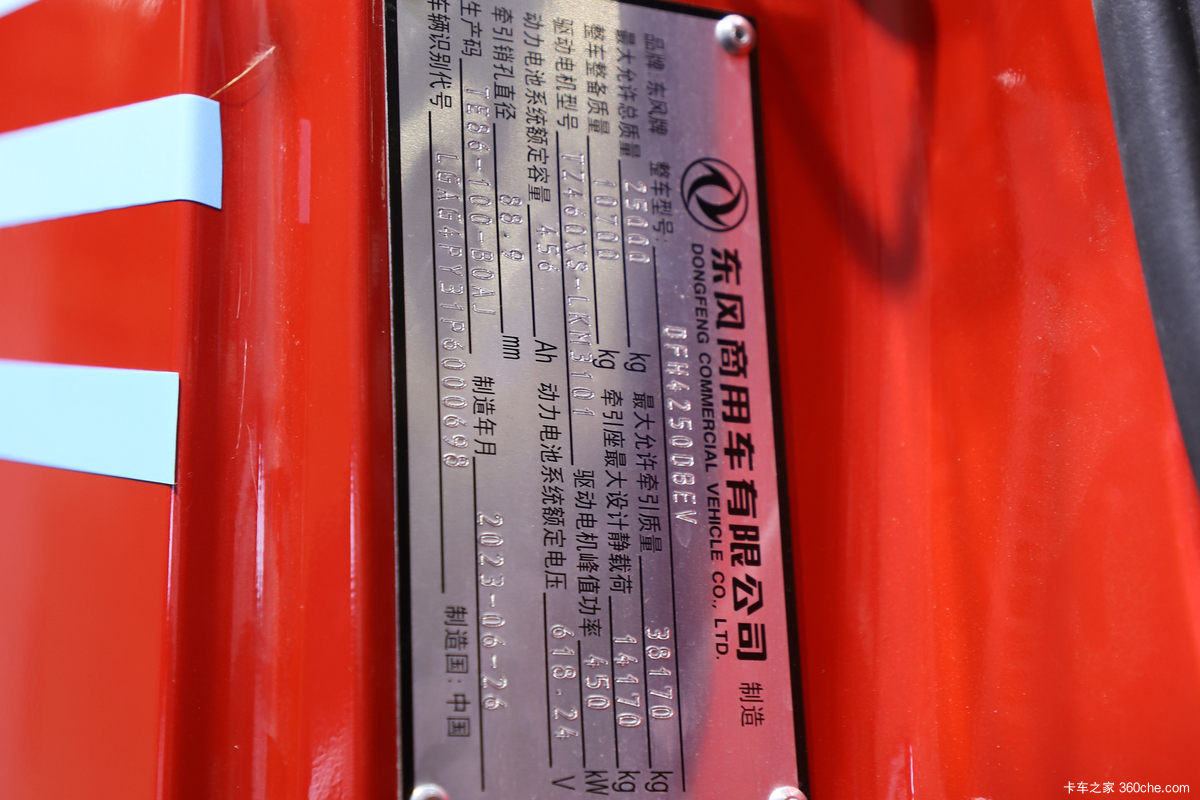 东风商用车有限公司 制造
DONGFENG COMMERCIAL VEHICLE CO., LTD.
品牌:东风牌 整车型号: DFH4250DBEV
最大允许总质量 25000 kg 最大允许牵引质量 38170 kg
整车整备质量 10700 kg 牵引座最大设计静载荷 14170 kg
驱动电机型号 TZ460XS-LKM3101 驱动电机峰值功率 450 kW
动力电池系统额定容量 456 Ah 动力电池系统额定电压 618.24 V
牵引销孔直径 88.9 mm
生产码 TE86-100-B0AJ 制造年月 2023-06-26
车辆识别代号 LGAG4PY31P6000698 制造国:中国
卡车之家 360che.com